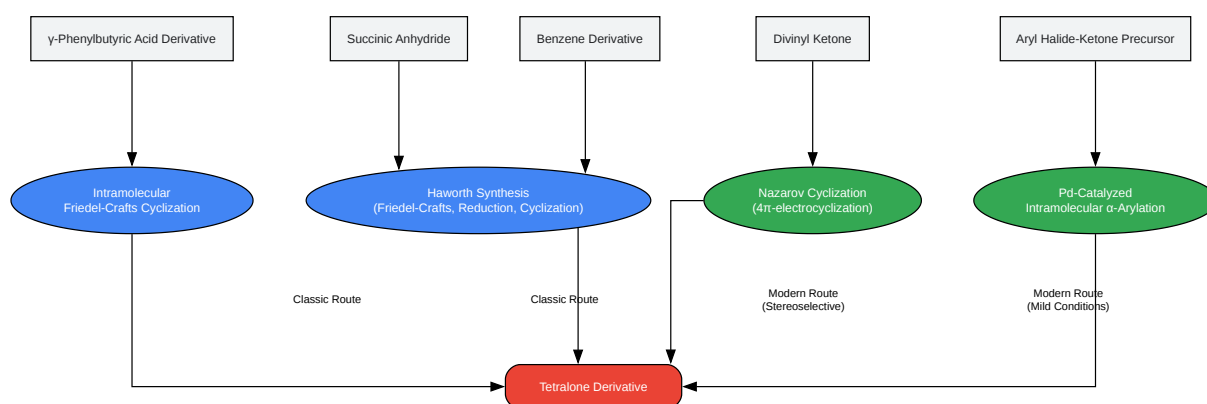 γ-Phenylbutyric Acid Derivative
Succinic Anhydride
Benzene Derivative
Divinyl Ketone
Aryl Halide-Ketone Precursor
Intramolecular
Friedel-Crafts Cyclization
Haworth Synthesis
(Friedel-Crafts, Reduction, Cyclization)
Nazarov Cyclization
(4π-electrocyclization)
Pd-Catalyzed
Intramolecular α-Arylation
Classic Route
Classic Route
Modern Route
(Stereoselective)
Modern Route
(Mild Conditions)
Tetralone Derivative